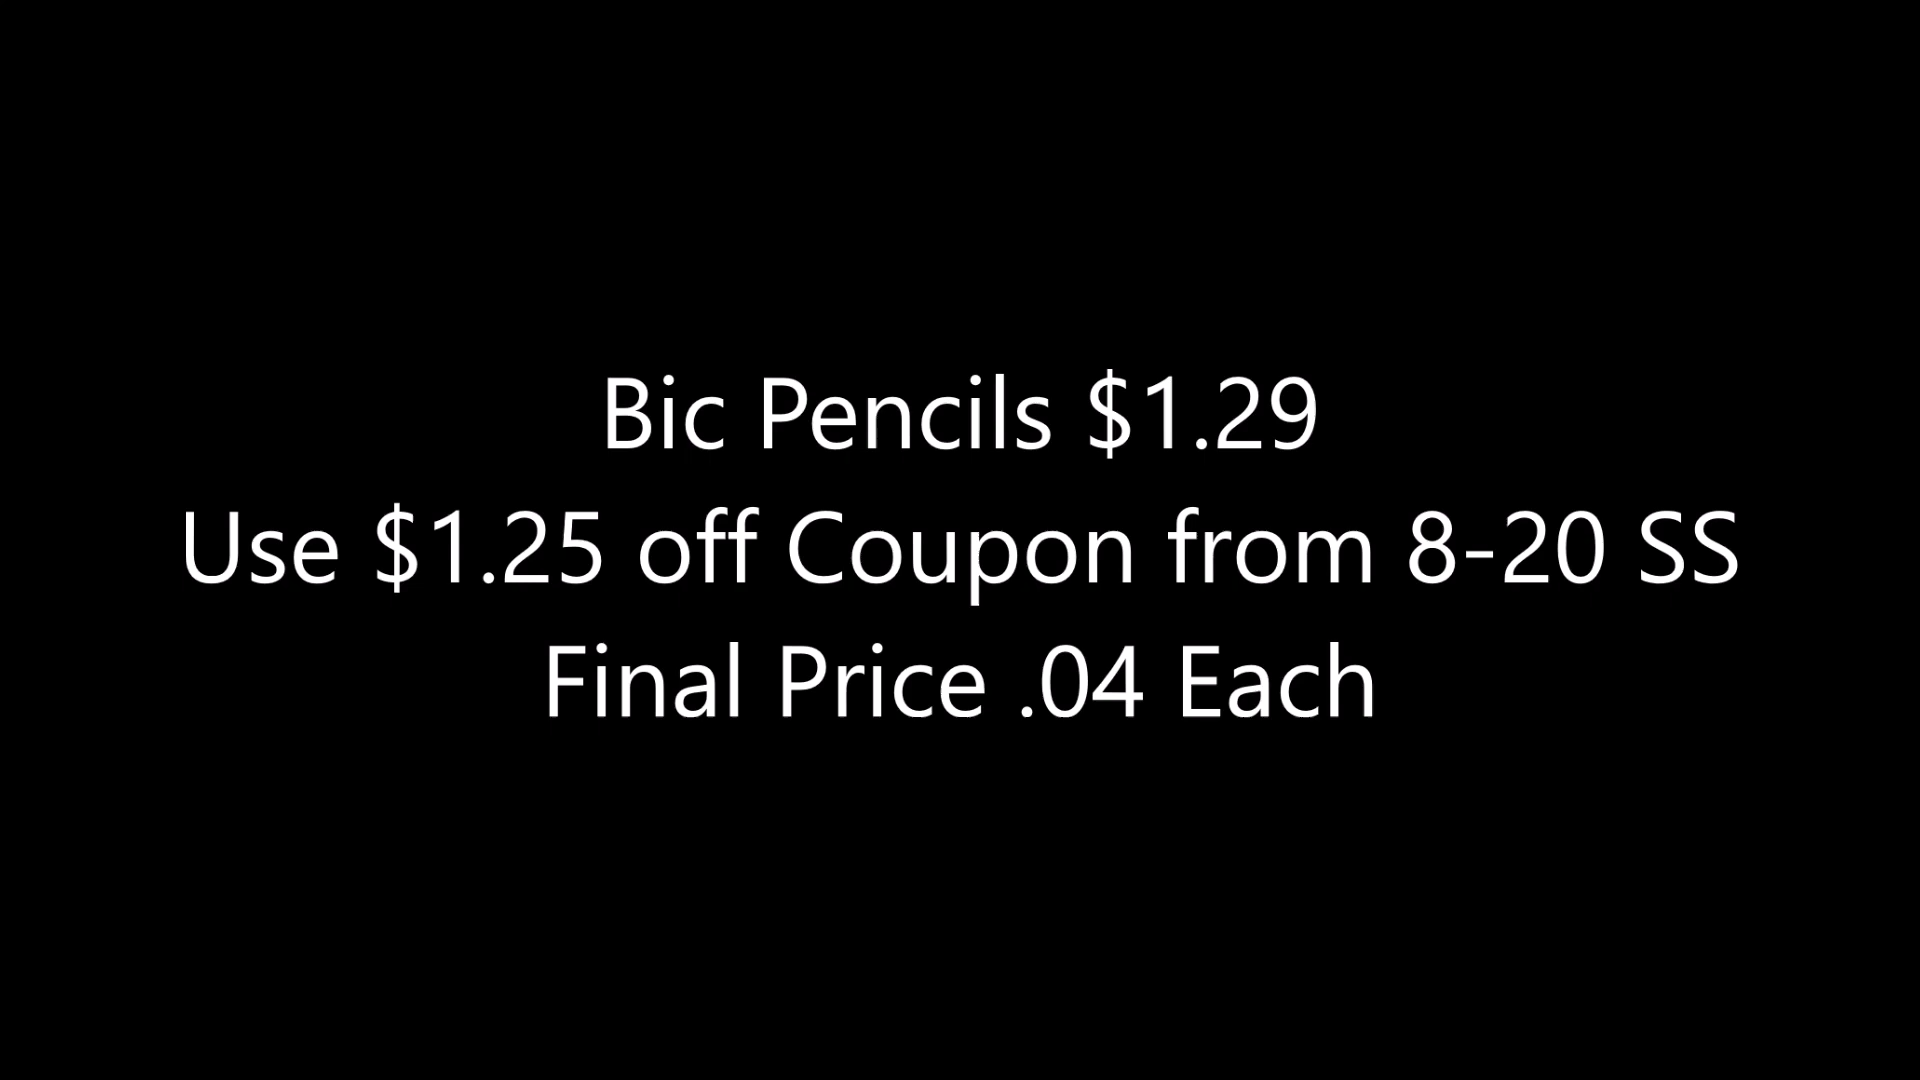 Bic Pencils $1.29
Use $1.25 off Coupon from 8-20 SS
Final Price .04 Each